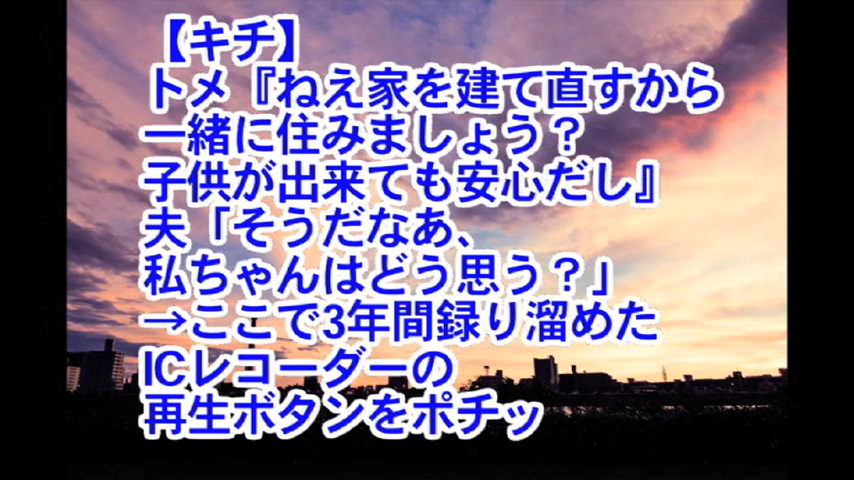 【キチ】
トメ『ねえ家を建て直すから
一緒に住みましょう？
子供が出来ても安心だし』
夫「そうだなあ、
私ちゃんはどう思う？」
→ここで3年間録り溜めた
ICレコーダーの
再生ボタンをポチッ